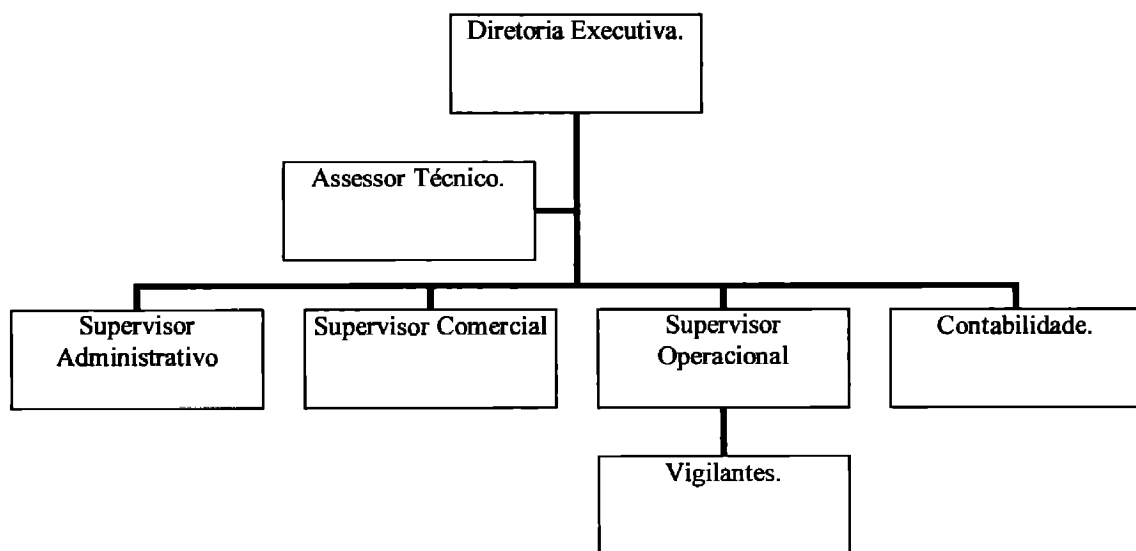 Diretoria Executiva.
Assessor Técnico.
Supervisor
Administrativo
Supervisor Comercial
Supervisor
Operacional
Contabilidade.
Vigilantes.